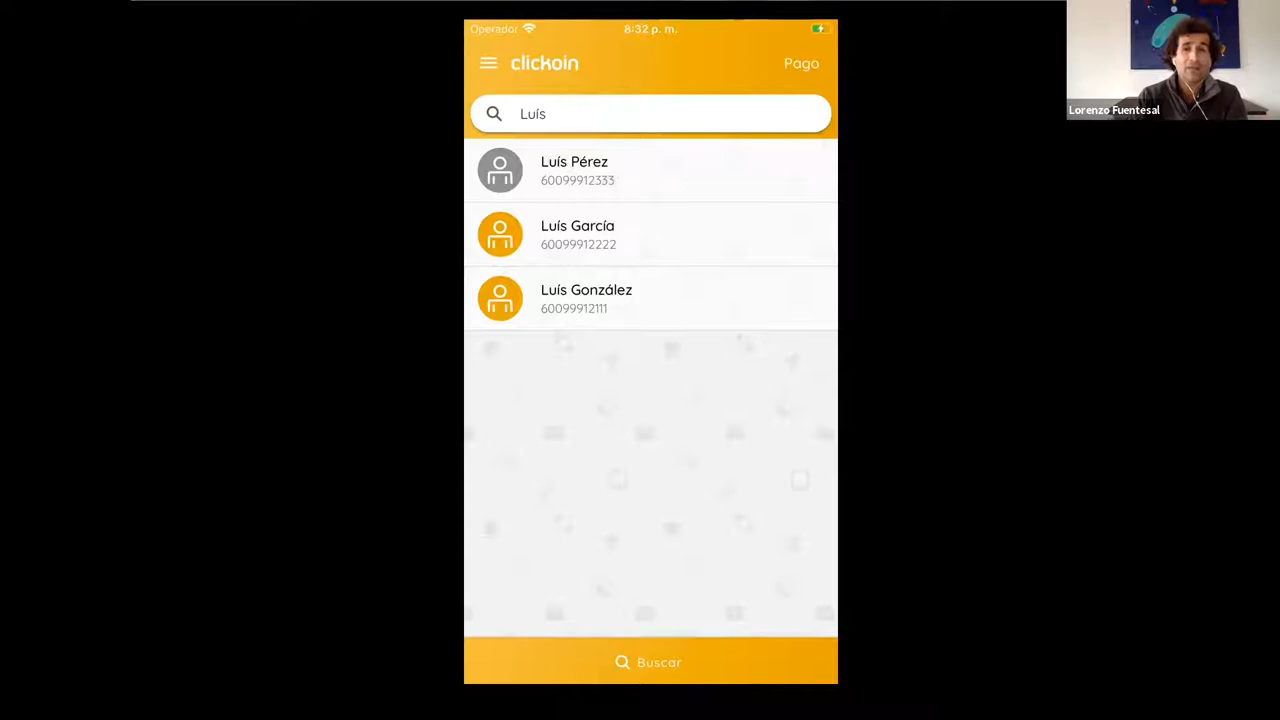 Operador
8:32 p. m.
clickoin
Pago
Luís
Luís Pérez
60099912333
Luís García
60099912222
Luís González
60099912111
Buscar
Lorenzo Fuentesal